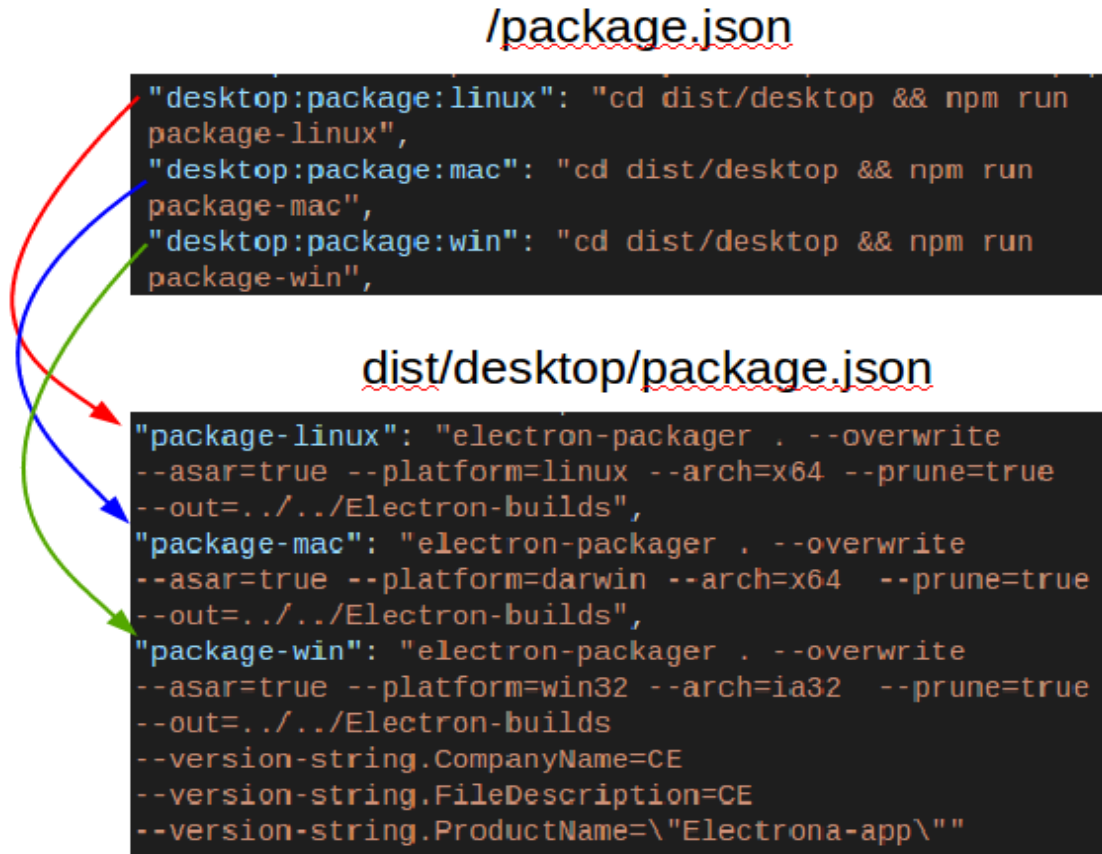 /package.json
"desktop:package:linux": "cd dist/desktop && npm run
package-linux",
"desktop:package:mac": "cd dist/desktop && npm run
package-mac",
"desktop:package:win": "cd dist/desktop && npm run
package-win",
dist/desktop/package.json
"package-linux": "electron-packager . --overwrite
--asar=true --platform=linux --arch=x64 --prune=true
--out=../../Electron-builds",
"package-mac": "electron-packager . --overwrite
--asar=true --platform=darwin --arch=x64  --prune=true
--out=../../Electron-builds",
"package-win": "electron-packager . --overwrite
--asar=true --platform=win32 --arch=ia32  --prune=true
--out=../../Electron-builds
--version-string.CompanyName=CE
--version-string.FileDescription=CE
--version-string.ProductName=\"Electrona-app\""